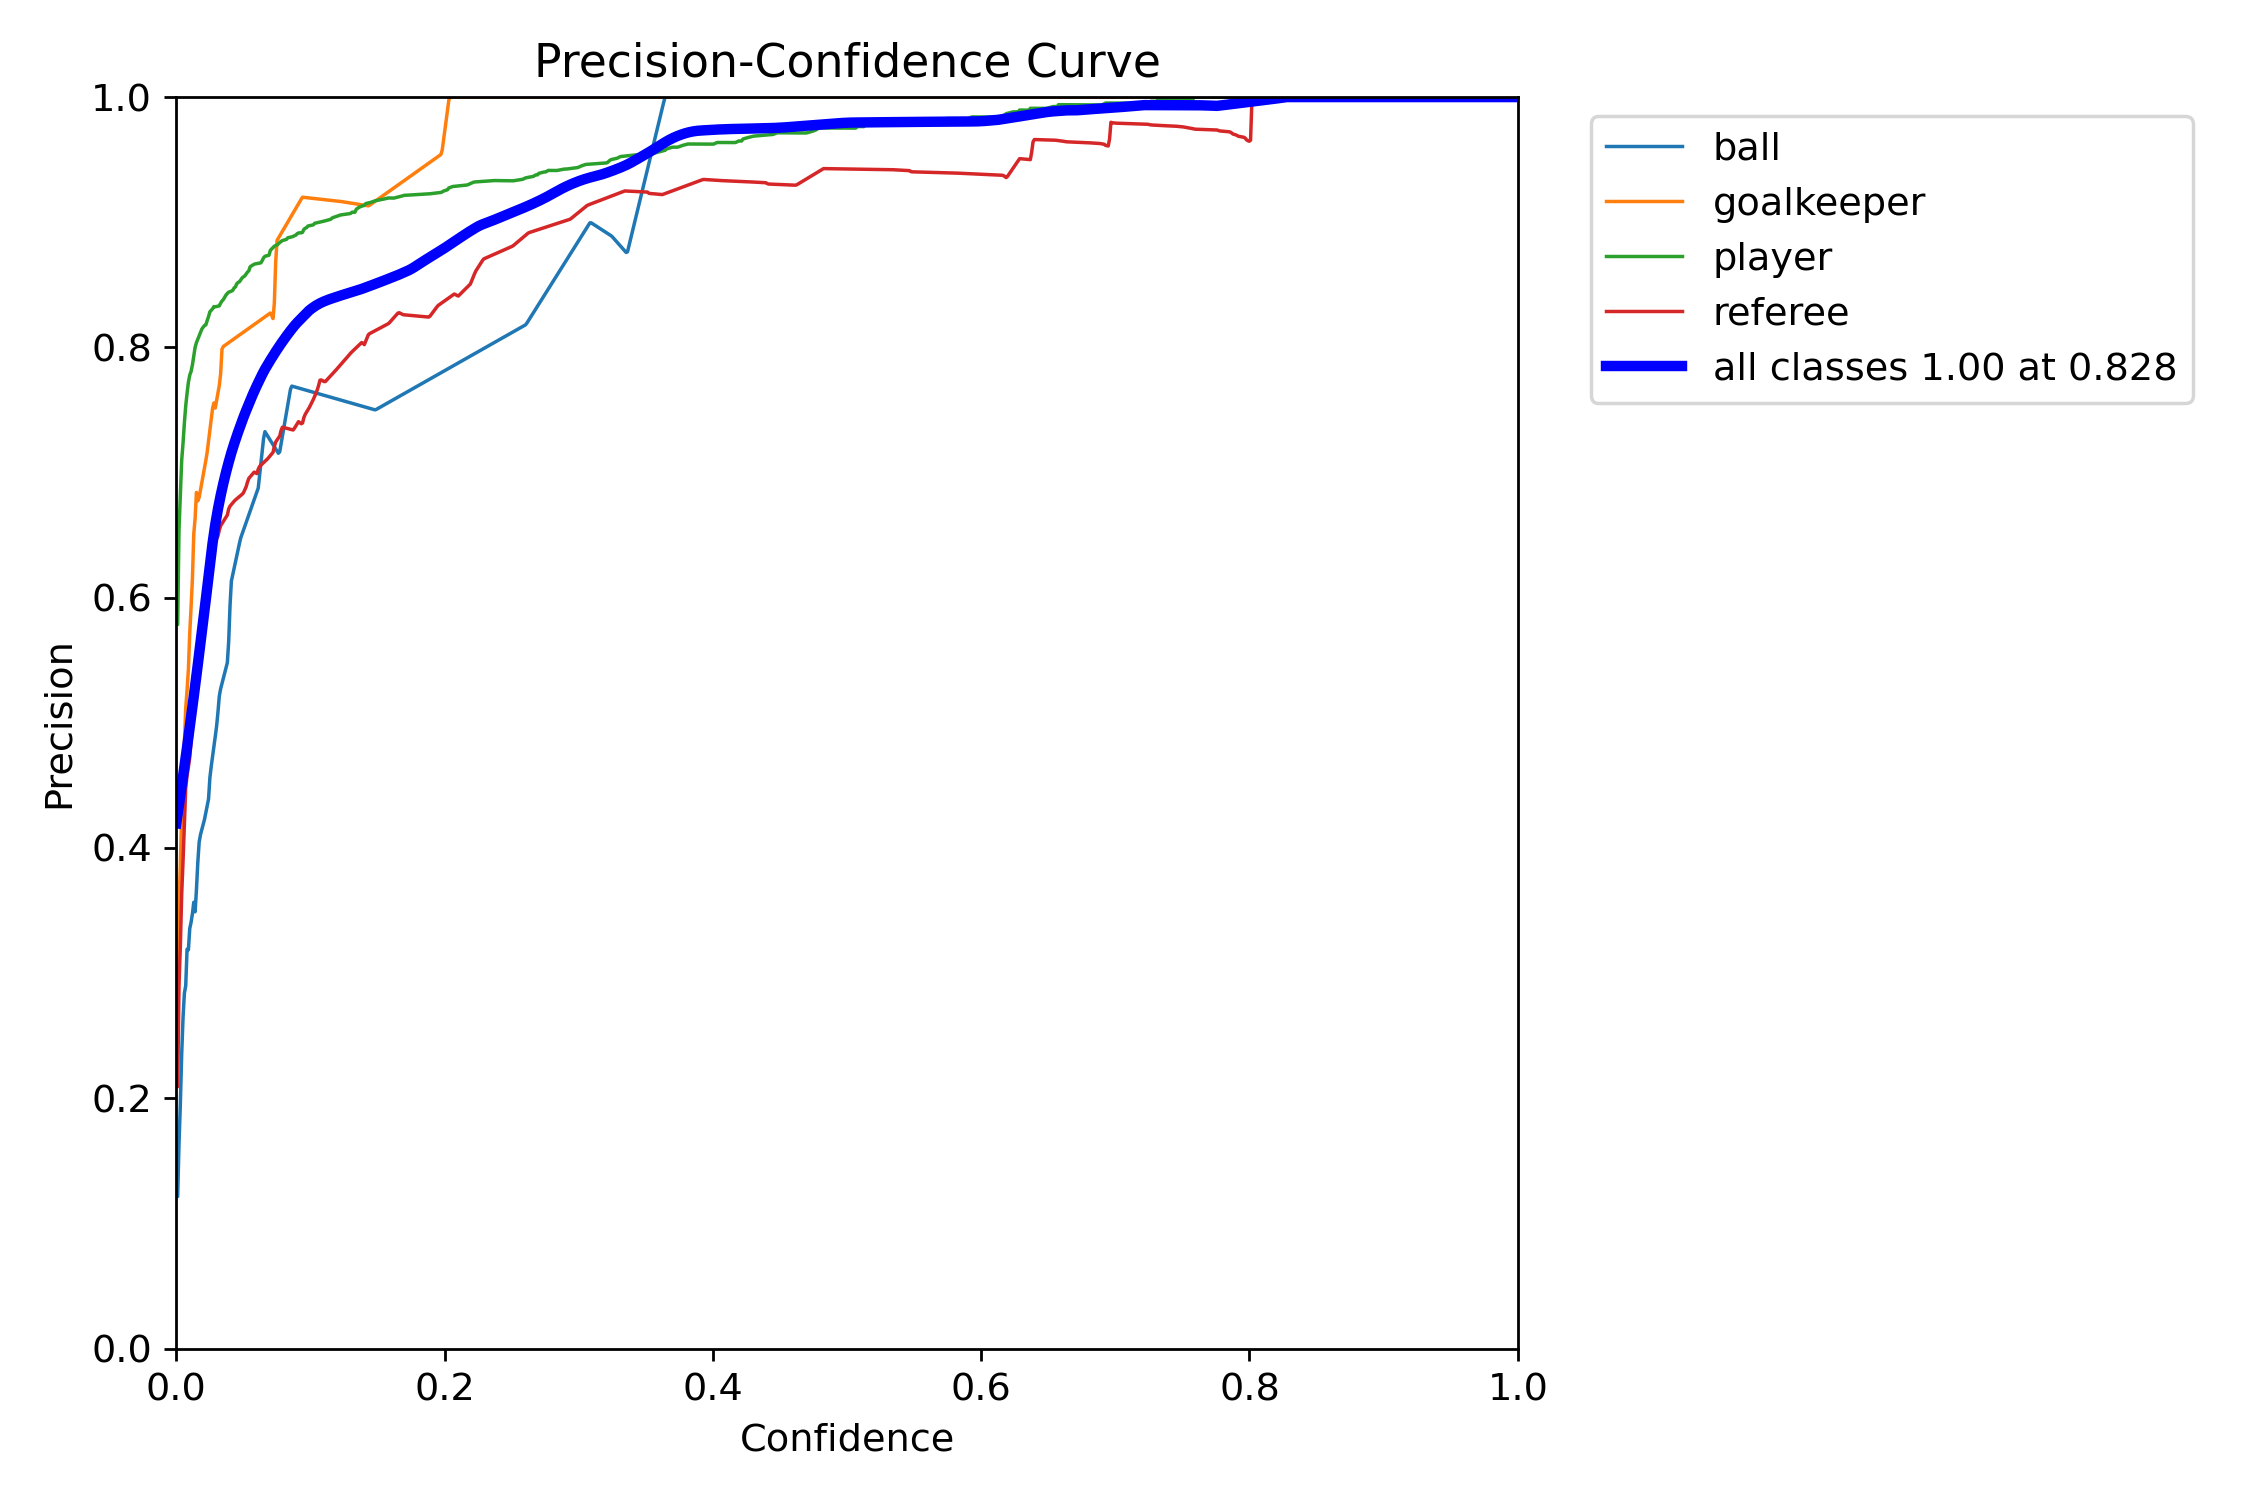 Precision-Confidence Curve
1.0
0.8
0.6
0.4
0.2
0.0
Precision
0.0 0.2 0.4 0.6 0.8 1.0
Confidence
ball
goalkeeper
player
referee
all classes 1.00 at 0.828